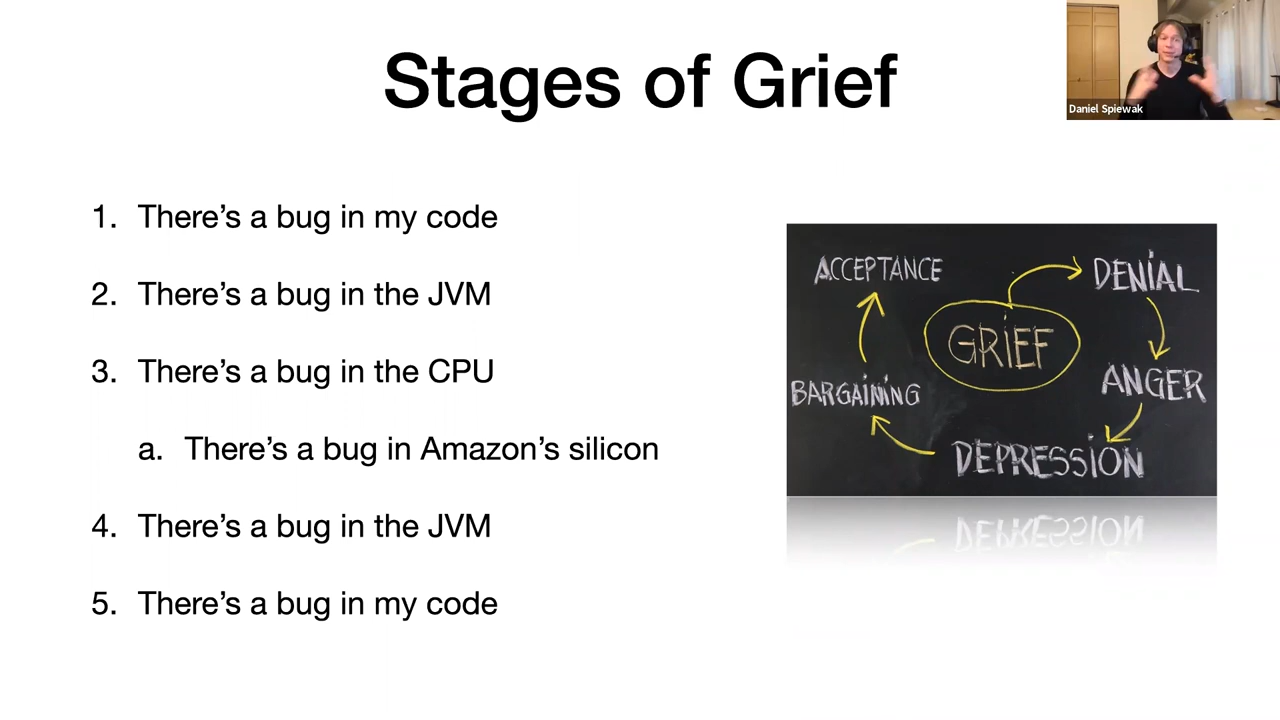 Stages of Grief
Daniel Spiewak
1. There’s a bug in my code
2. There’s a bug in the JVM
3. There’s a bug in the CPU
a. There’s a bug in Amazon’s silicon
4. There’s a bug in the JVM
5. There’s a bug in my code
ACCEPTANCE
DENIAL
GRIEF
BARGAINING
ANGER
DEPRESSION
DEPRESSION